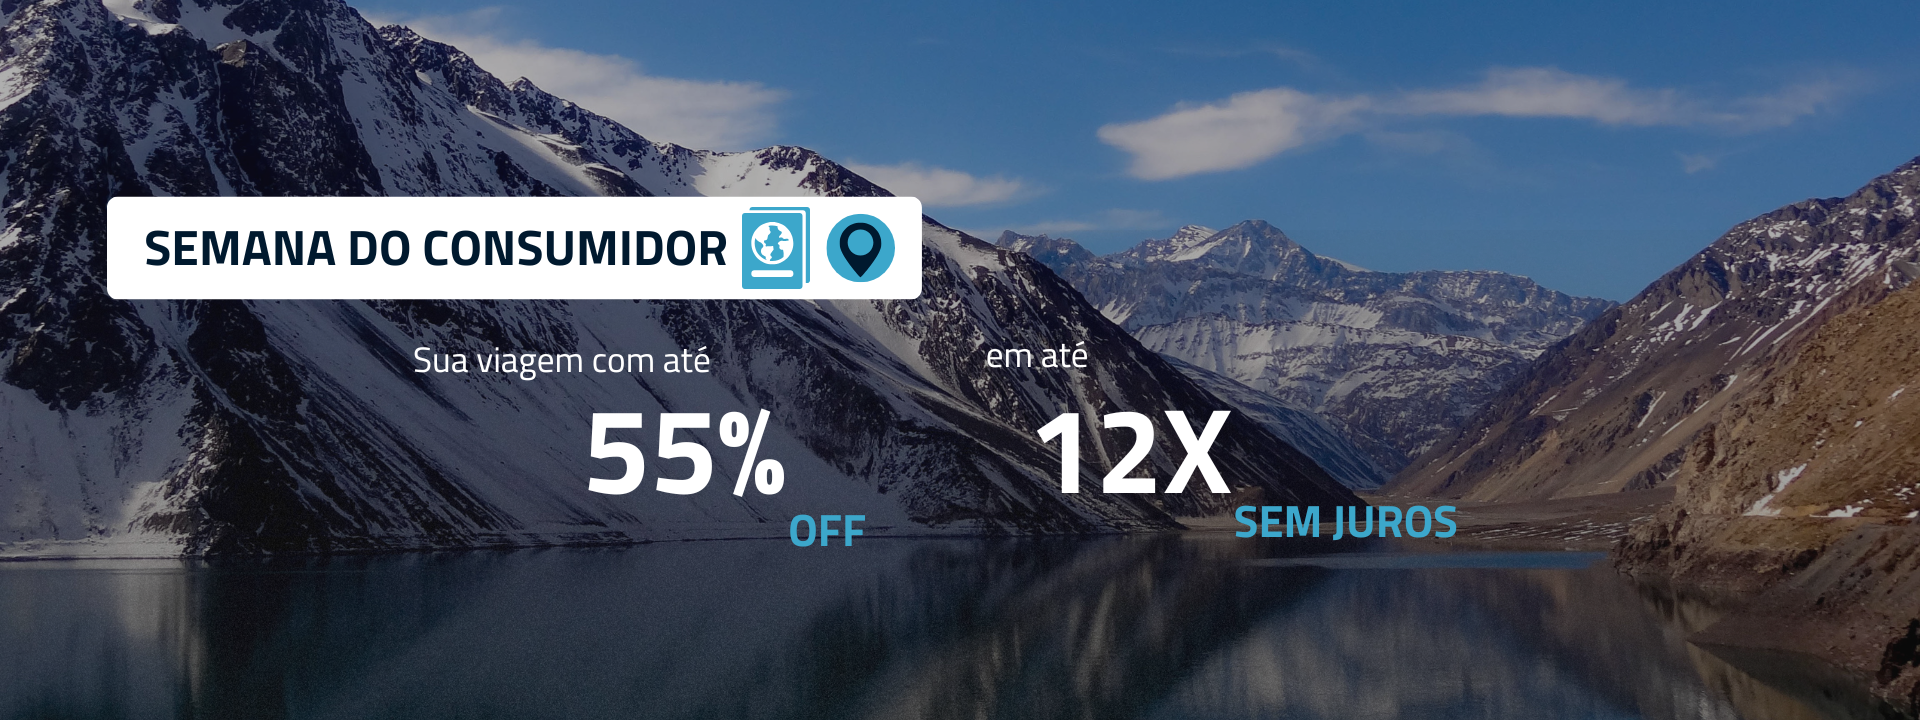 SEMANA DO CONSUMIDOR
Sua viagem com até
55%
OFF
em até
12X
SEM JUROS